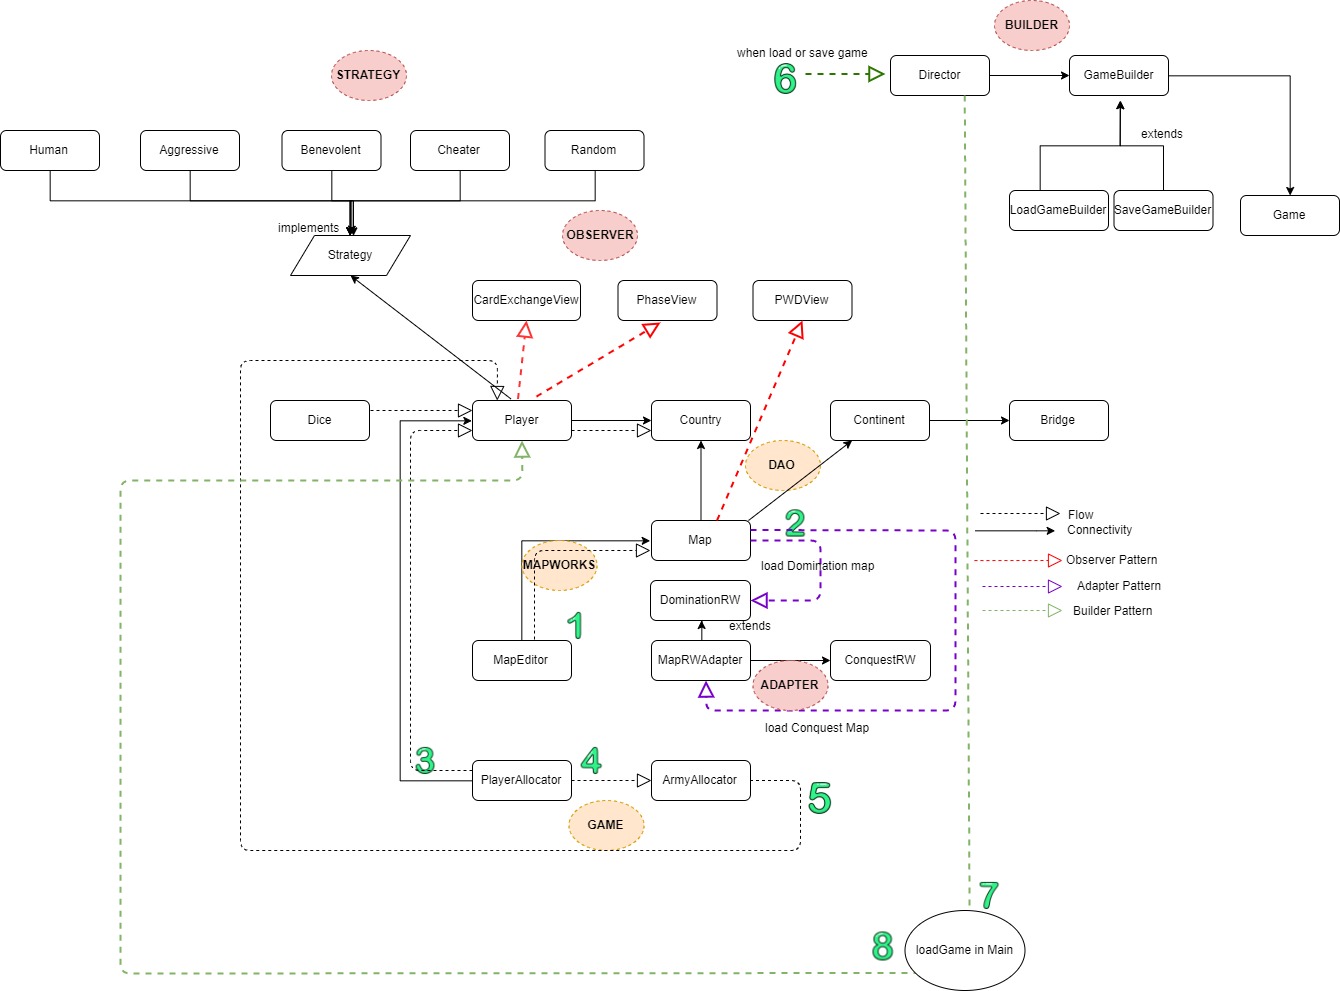 BUILDER
when load or save game
6
Director
GameBuilder
STRATEGY
extends
Human
Aggressive
Benevolent
Cheater
Random
LoadGameBuilder
SaveGameBuilder
Game
implements
OBSERVER
Strategy
CardExchangeView
PhaseView
PWDView
Dice
Player
Country
Continent
Bridge
DAO
2
Map
MAPWORKS
load Domination map
Flow
Connectivity
Observer Pattern
Adapter Pattern
Builder Pattern
DominationRW
1
extends
MapEditor
MapRWAdapter
ConquestRW
ADAPTER
load Conquest Map
3
4
5
PlayerAllocator
ArmyAllocator
GAME
7
8
loadGame in Main